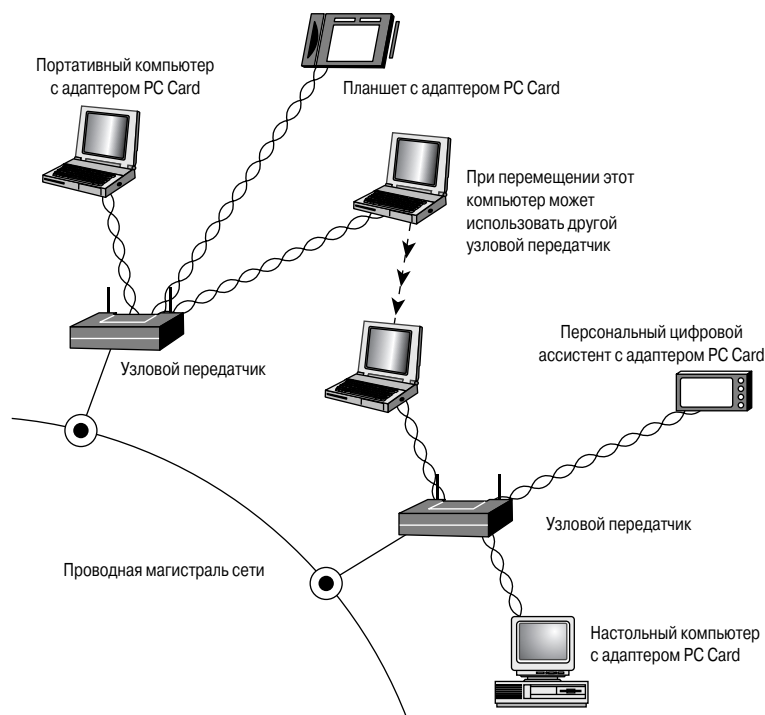 Портативный компьютер
с адаптером PC Card
Планшет с адаптером PC Card
При перемещении этот
компьютер может
использовать другой
узловой передатчик
Узловой передатчик
Персональный цифровой
ассистент с адаптером PC Card
Узловой передатчик
Проводная магистраль сети
Настольный компьютер
с адаптером PC Card